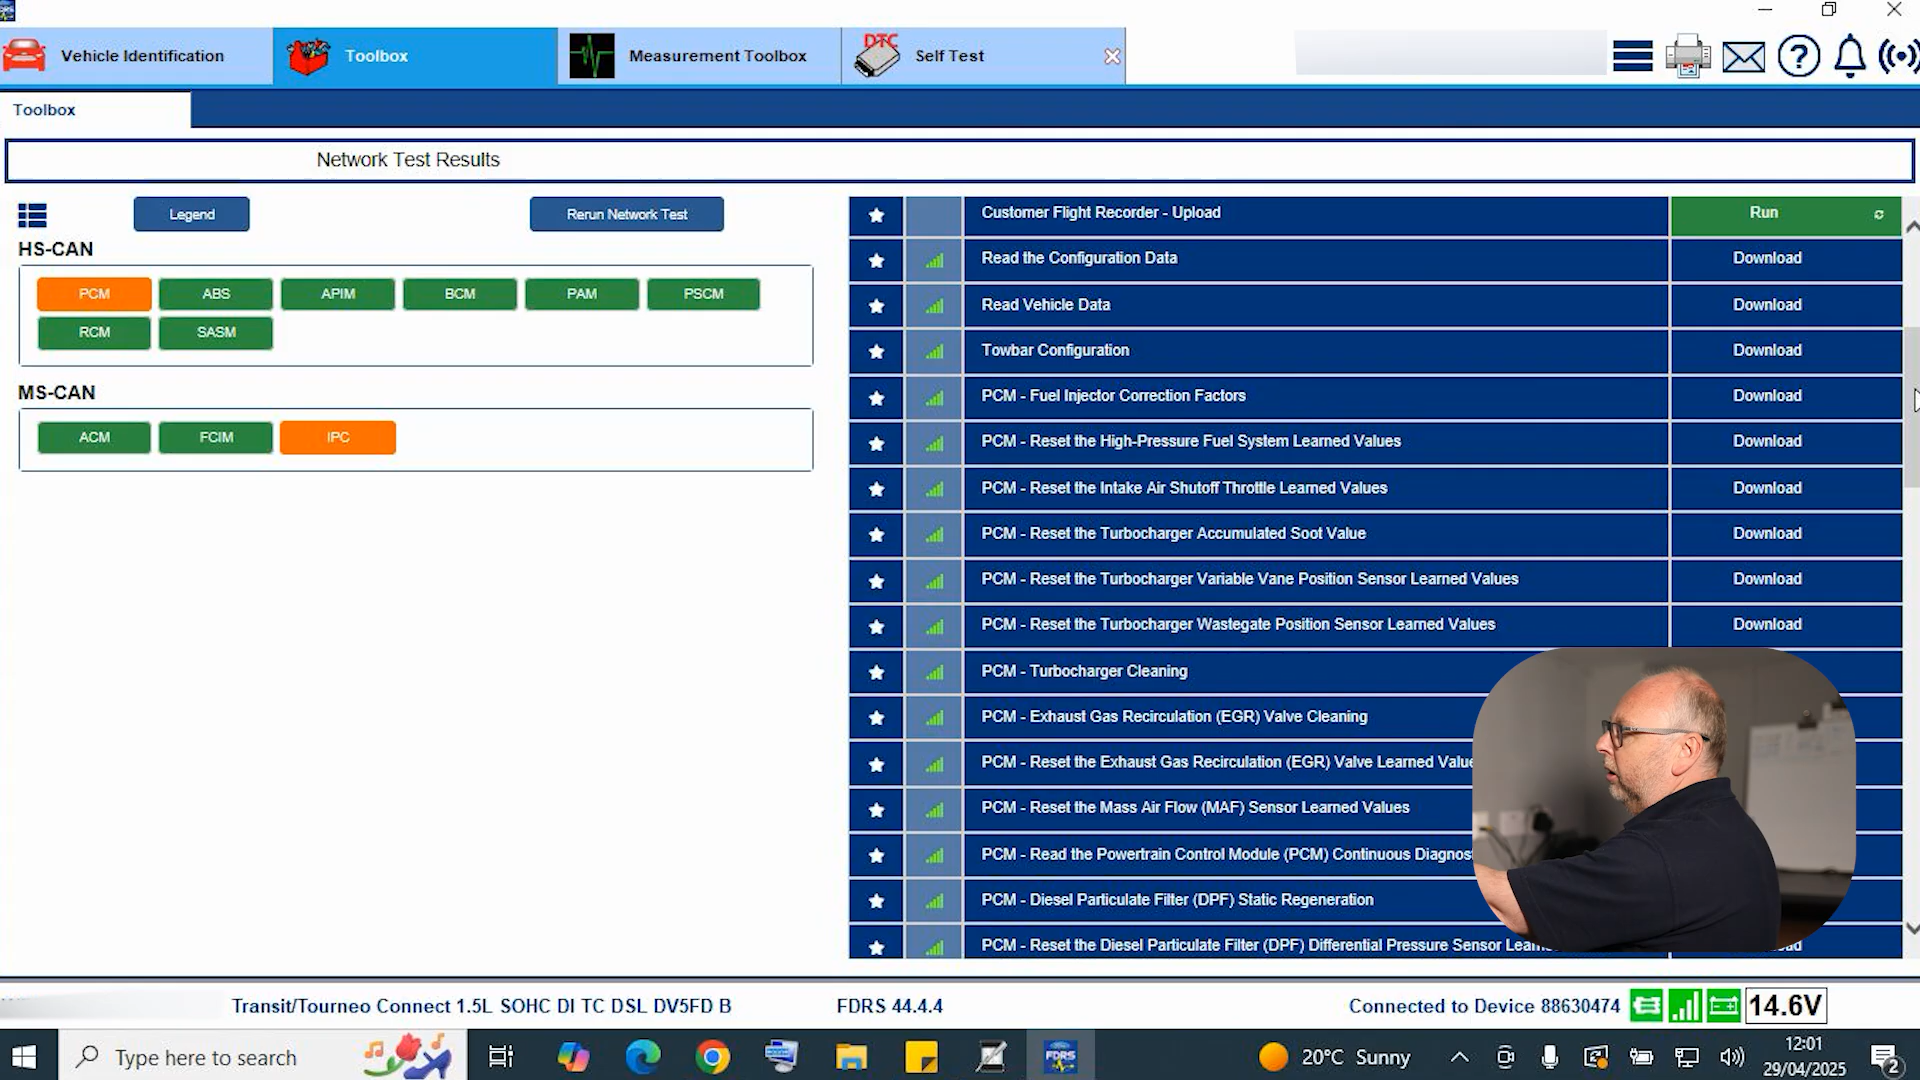 Vehicle Identification
Toolbox
Measurement Toolbox
DTC
Self Test
Toolbox
Network Test Results
Legend
Rerun Network Test
HS-CAN
PCM
ABS
APIM
BCM
PAM
PSCM
RCM
SASM
MS-CAN
ACM
FCIM
IPC
Customer Flight Recorder - Upload
Run
Read the Configuration Data
Download
Read Vehicle Data
Download
Towbar Configuration
Download
PCM - Fuel Injector Correction Factors
Download
PCM - Reset the High-Pressure Fuel System Learned Values
Download
PCM - Reset the Intake Air Shutoff Throttle Learned Values
Download
PCM - Reset the Turbocharger Accumulated Soot Value
Download
PCM - Reset the Turbocharger Variable Vane Position Sensor Learned Values
Download
PCM - Reset the Turbocharger Wastegate Position Sensor Learned Values
Download
PCM - Turbocharger Cleaning
PCM - Exhaust Gas Recirculation (EGR) Valve Cleaning
PCM - Reset the Exhaust Gas Recirculation (EGR) Valve Learned
PCM - Reset the Mass Air Flow (MAF) Sensor Learned Values
PCM - Read the Powertrain Control Module (PCM) Continuous
PCM - Diesel Particulate Filter (DPF) Static Regeneration
PCM - Reset the Diesel Particulate Filter (DPF) Differential Pressure Sensor
Transit/Tourneo Connect 1.5L SOHC DI TC DSL DV5FD B
FDRS 44.4.4
Connected to Device 88630474
14.6V
Type here to search
FDRS
20°C Sunny
12:01
29/04/2025
2